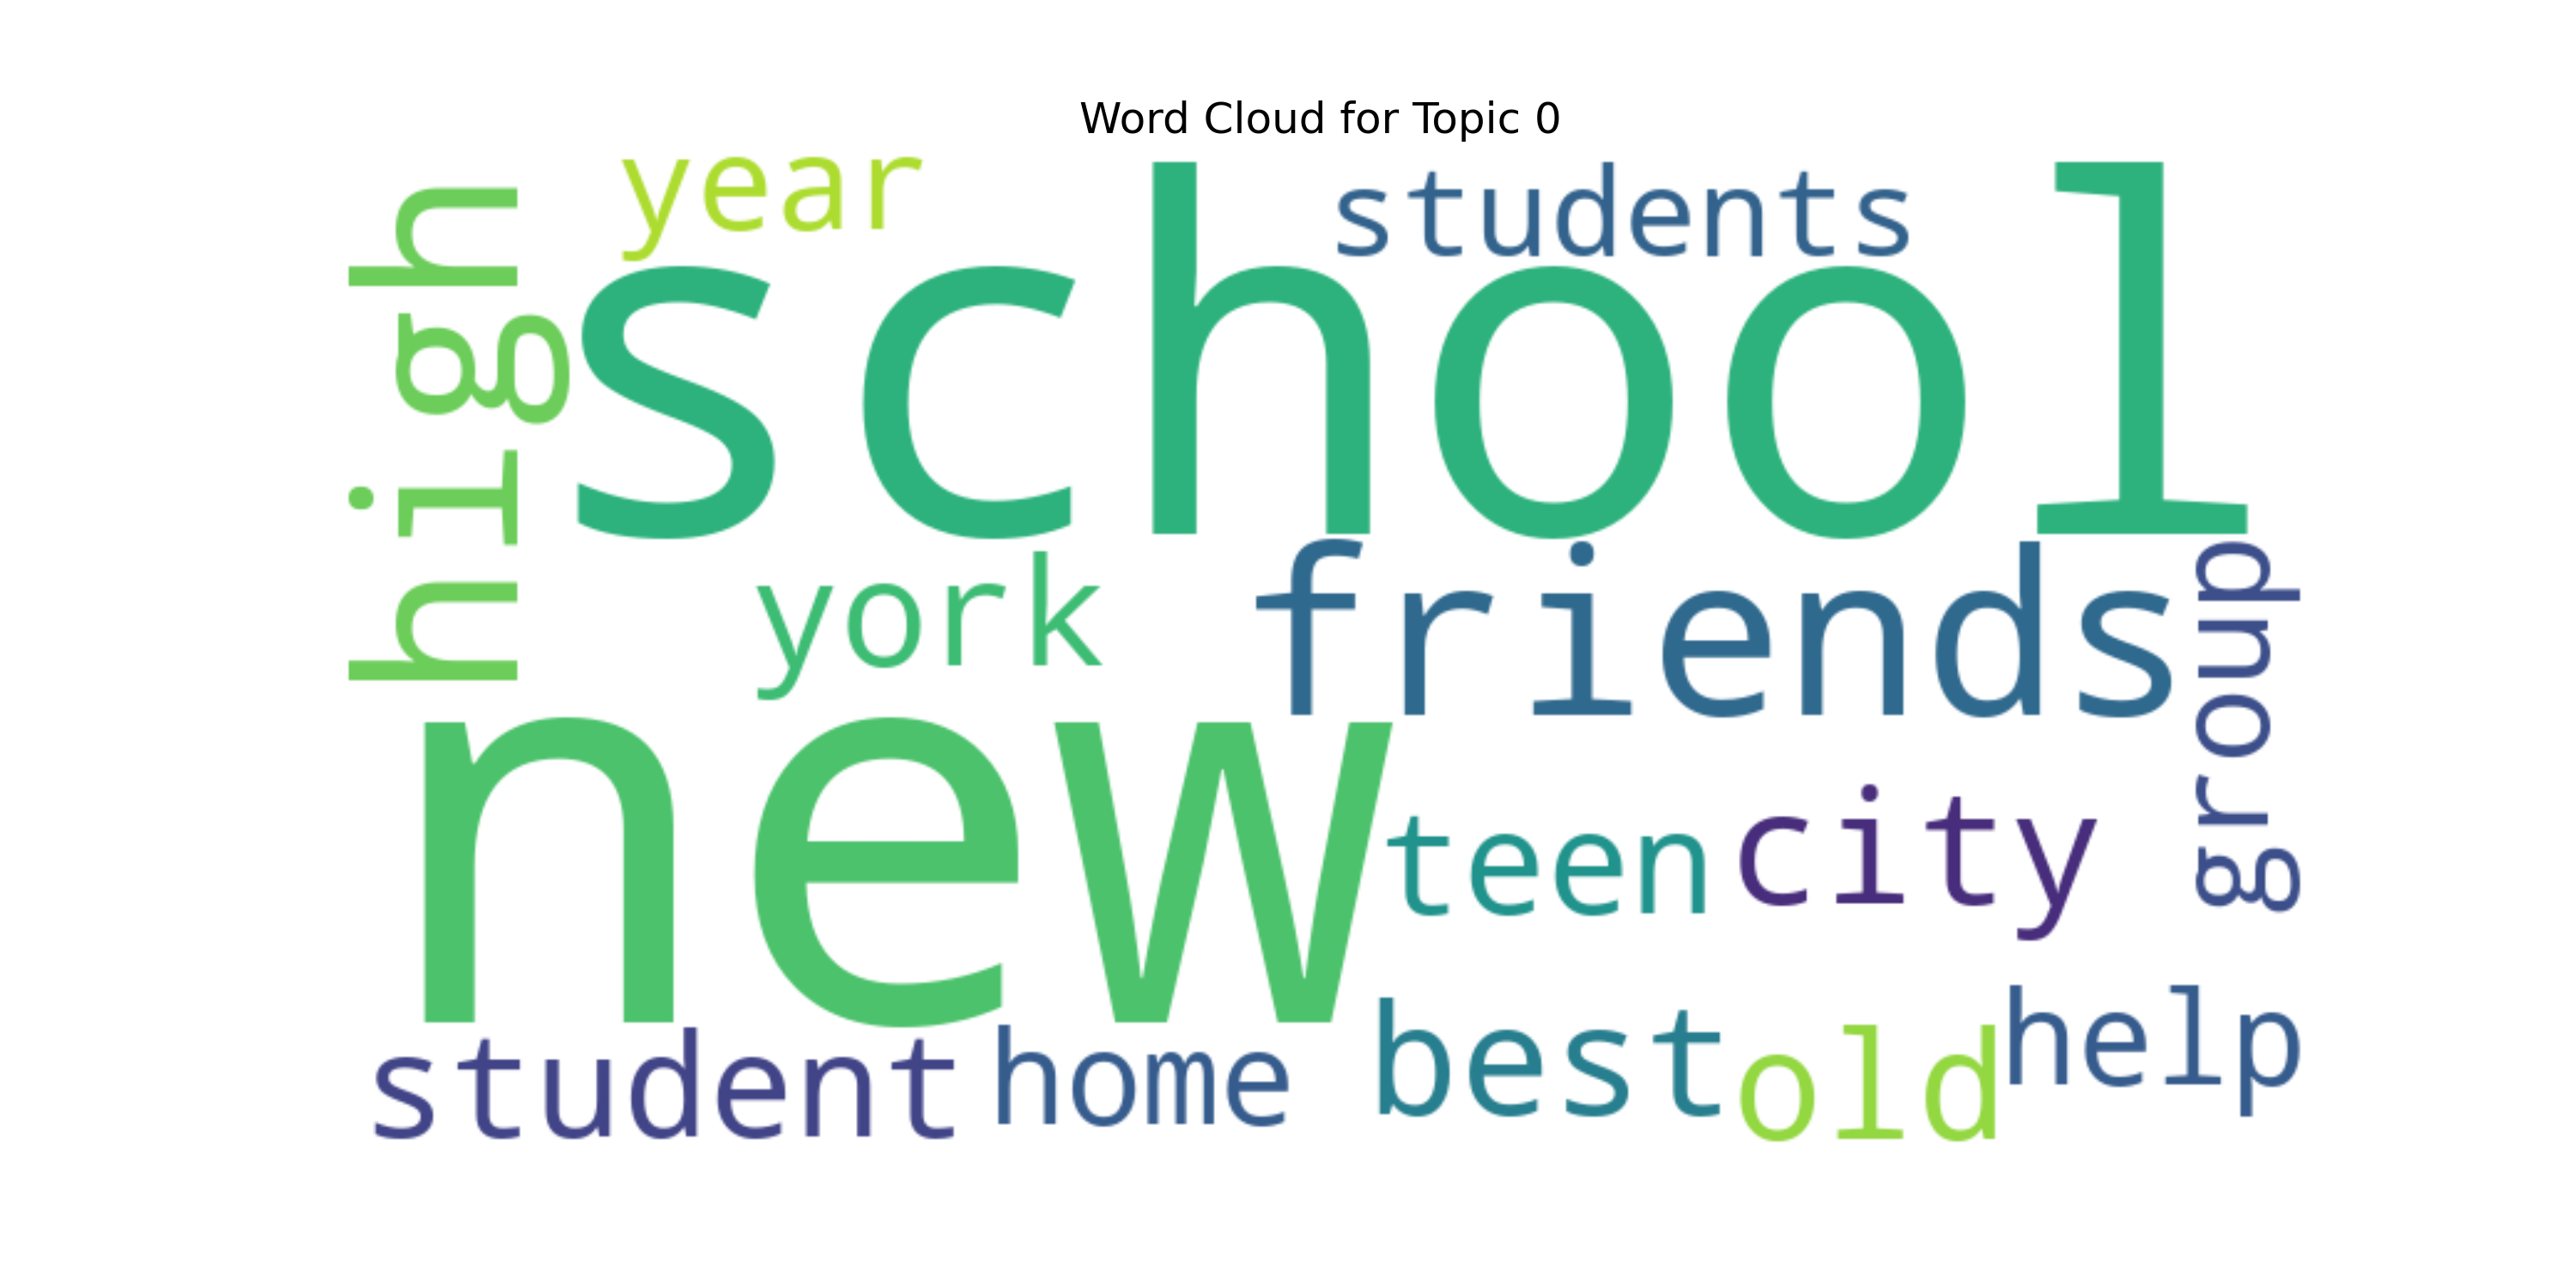 Word Cloud for Topic 0
year
students
high
school
york
friends
group
new
teen
city
student
home
best
old
help